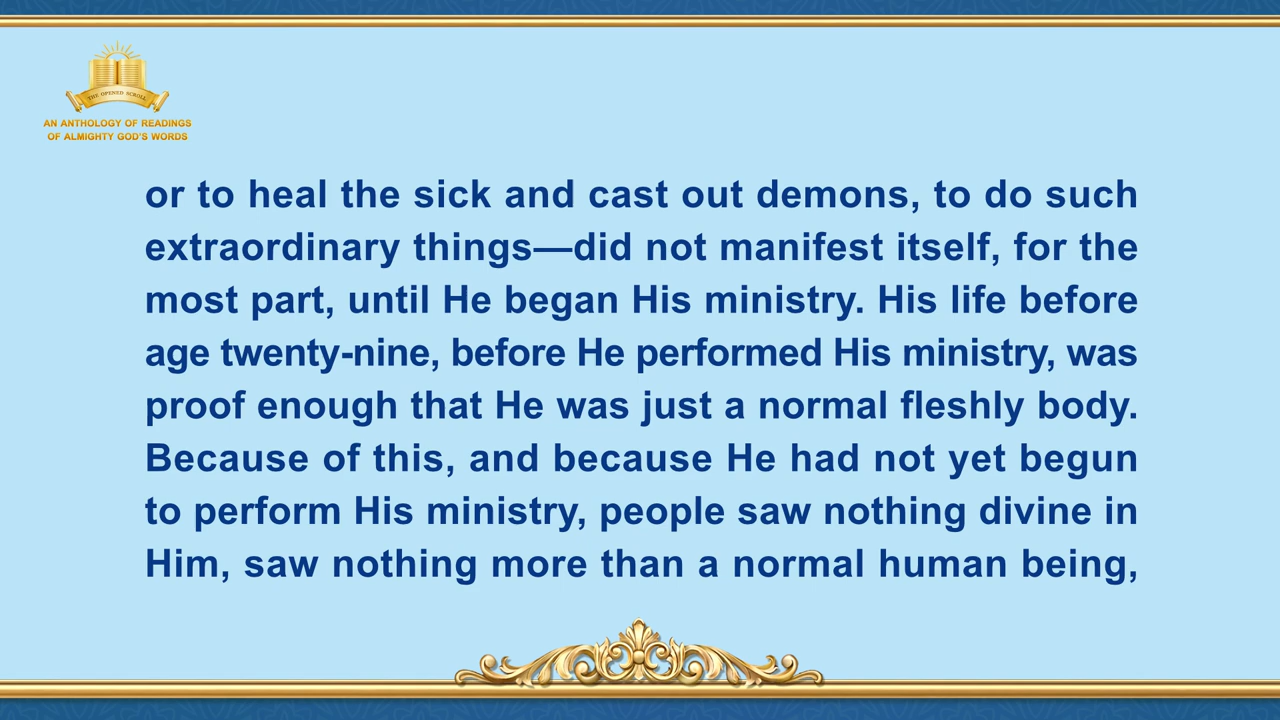 THE OPENED SCROLL
AN ANTHOLOGY OF READINGS
OF ALMIGHTY GOD'S WORDS
or to heal the sick and cast out demons, to do such
extraordinary things—did not manifest itself, for the
most part, until He began His ministry. His life before
age twenty-nine, before He performed His ministry, was
proof enough that He was just a normal fleshly body.
Because of this, and because He had not yet begun
to perform His ministry, people saw nothing divine in
Him, saw nothing more than a normal human being,